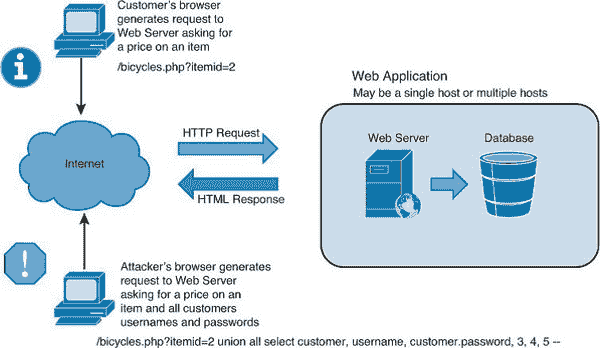 Customer's browser
generates request to
Web Server asking for
a price on an item
/bicycles.php?itemid=2
i
Internet
HTTP Request
HTML Response
Web Application
May be a single host or multiple hosts
Web Server
Database
!
Attacker's browser generates
request to Web Server
asking for a price on an
item and all customers
usernames and passwords
/bicycles.php?itemid=2 union all select customer, username, customer.password, 3, 4, 5 --